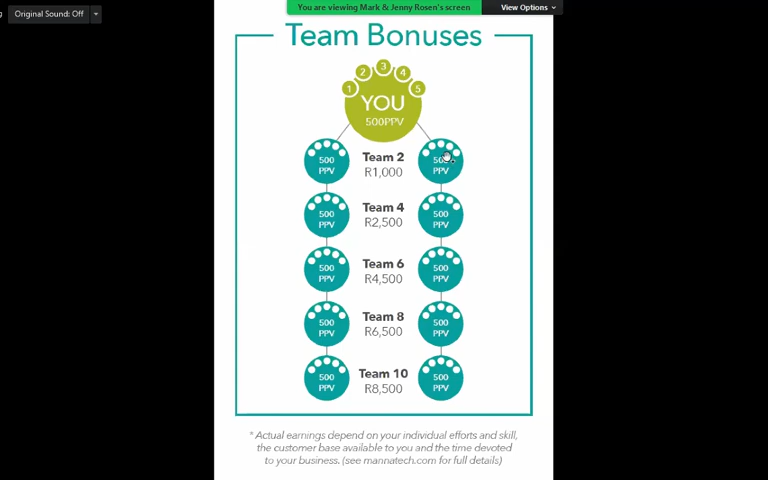 You are viewing Mark & Jenny Rosen's screen
View Options
Original Sound: Off
Team Bonuses
1 2 3 4 5
YOU
500PPV
500 PPV
Team 2
R1,000
500 PPV
500 PPV
Team 4
R2,500
500 PPV
500 PPV
Team 6
R4,500
500 PPV
500 PPV
Team 8
R6,500
500 PPV
500 PPV
Team 10
R8,500
500 PPV
* Actual earnings depend on your individual efforts and skill,
the customer base available to you and the time devoted
to your business. (see mannatech.com for full details)